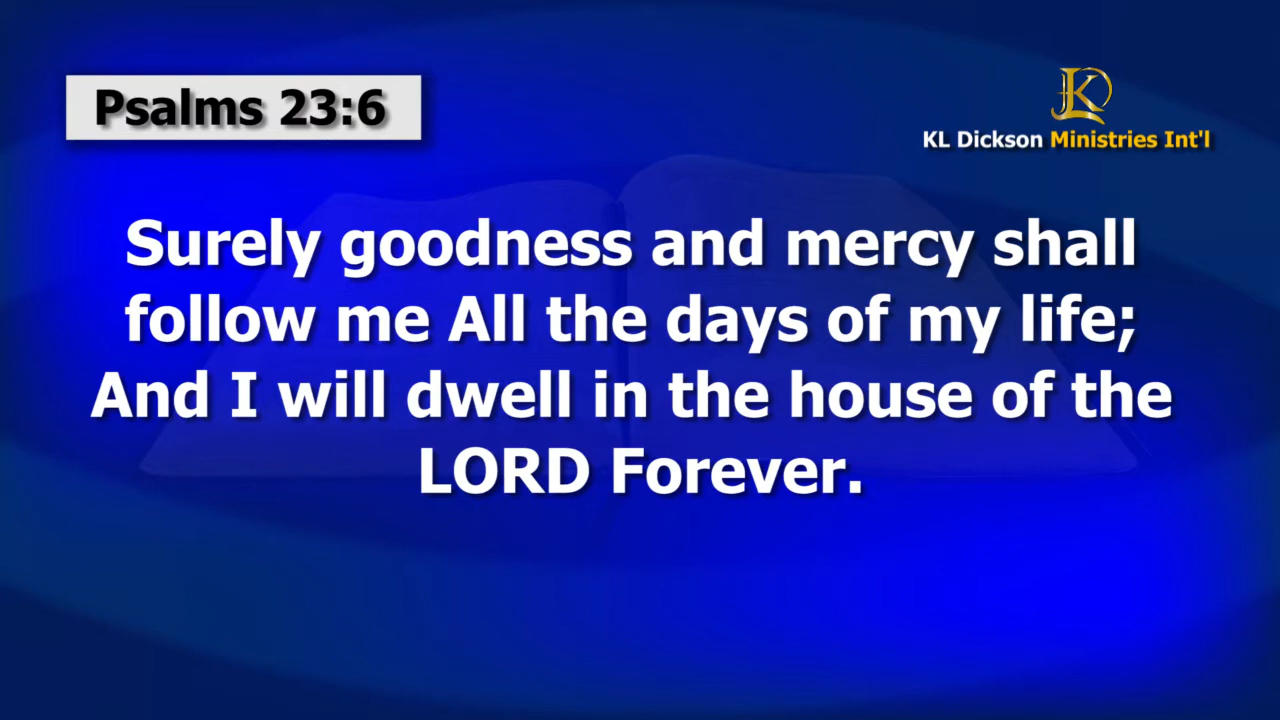 Psalms 23:6
KL Dickson Ministries Int'l
Surely goodness and mercy shall
follow me All the days of my life;
And I will dwell in the house of the
LORD Forever.